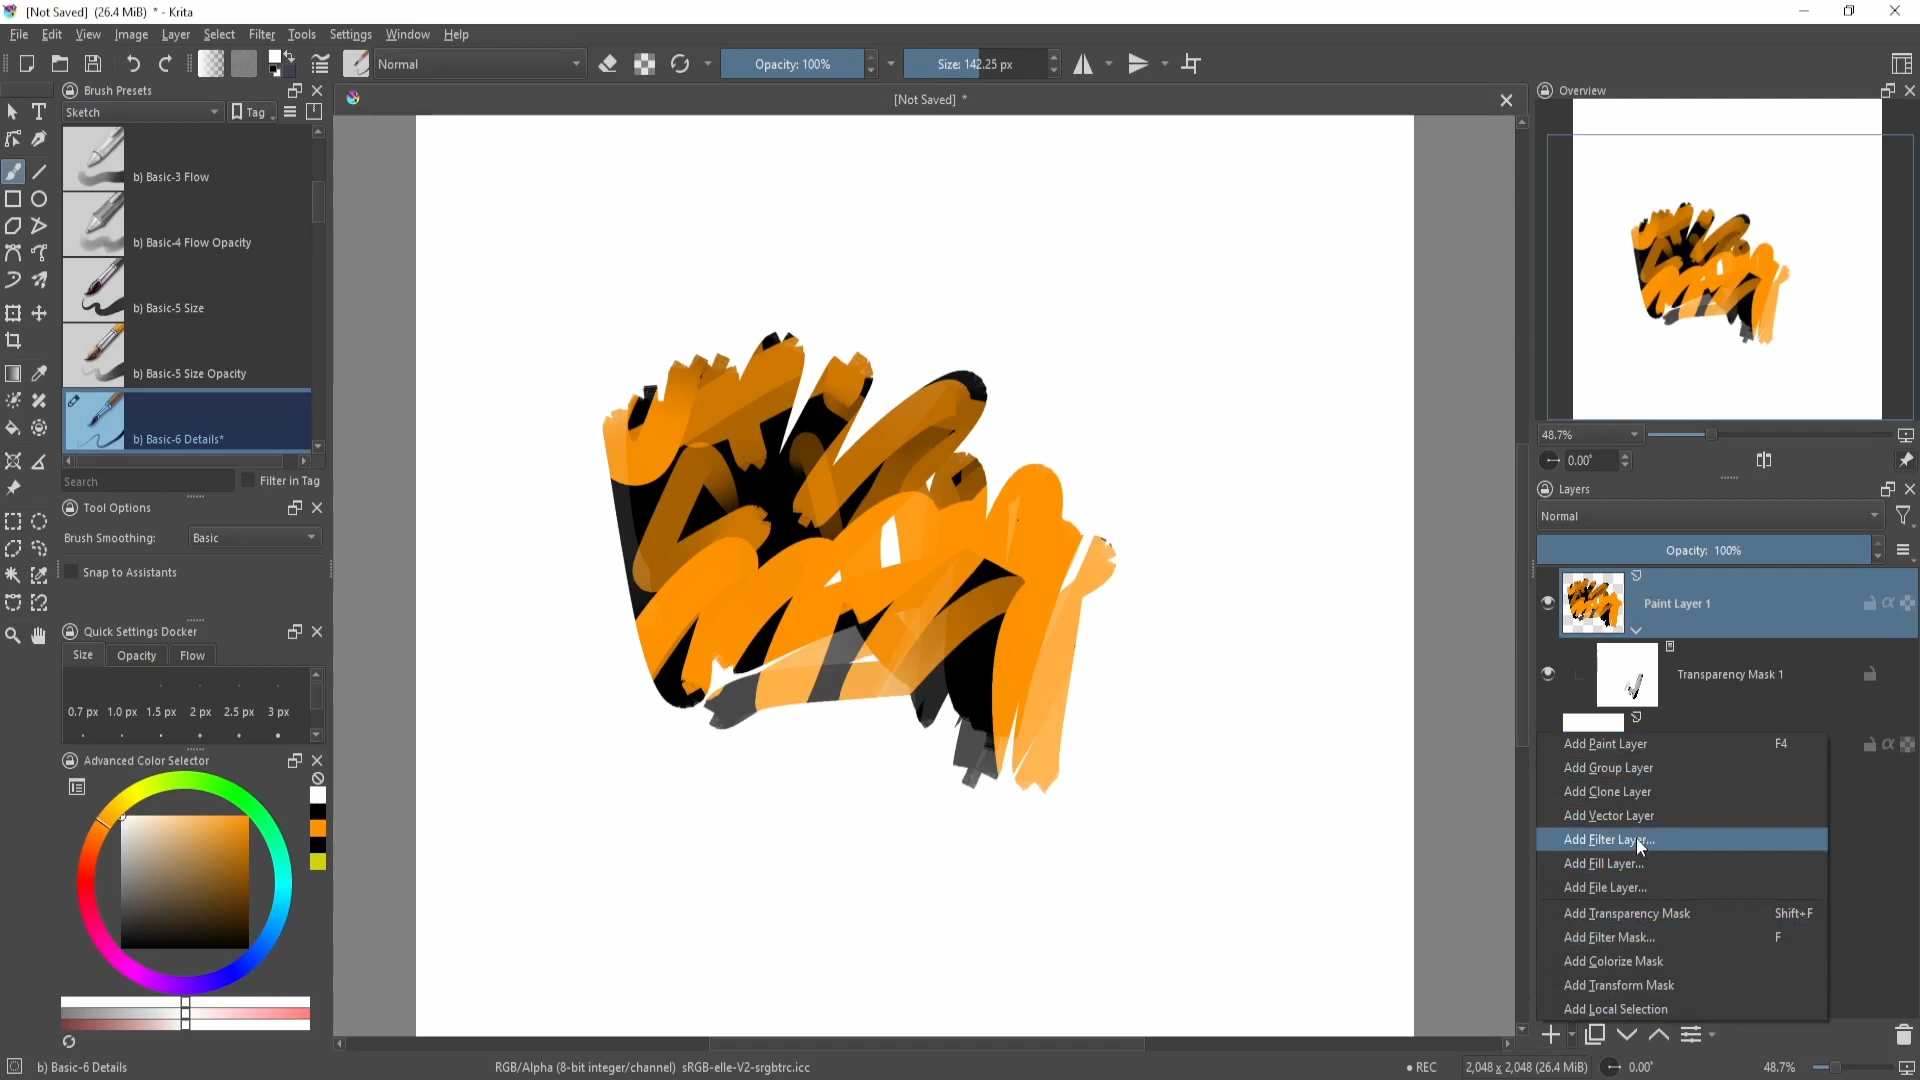 [Not Saved] (26.4 MiB) * - Krita
File Edit View Image Layer Select Filter Tools Settings Window Help
Normal
Opacity: 100%
Size: 142.25 px
Brush Presets
[Not Saved] *
Overview
Sketch
Tag
b) Basic-3 Flow
b) Basic-4 Flow Opacity
b) Basic-5 Size
b) Basic-5 Size Opacity
b) Basic-6 Details*
Search
Filter in Tag
Tool Options
Brush Smoothing: Basic
Snap to Assistants
Quick Settings Docker
Size Opacity Flow
0.7 px 1.0 px 1.5 px 2 px 2.5 px 3 px
Advanced Color Selector
48.7%
0.00°
Layers
Normal
Opacity: 100%
Paint Layer 1
Transparency Mask 1
Add Paint Layer F4
Add Group Layer
Add Clone Layer
Add Vector Layer
Add Filter Layer...
Add Fill Layer...
Add File Layer...
Add Transparency Mask Shift+F
Add Filter Mask... F
Add Colorize Mask
Add Transform Mask
Add Local Selection
b) Basic-6 Details
RGB/Alpha (8-bit integer/channel) sRGB-elle-V2-srgbtrc.icc
REC
2,048 x 2,048 (26.4 MiB)
0.00°
48.7%